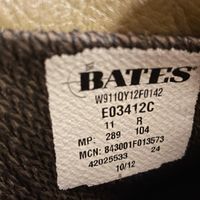 BATES
W911QY12F0142
E03412C
11 R
MP: 289 104
MCN: 843001F013573
42025533 24
10/12